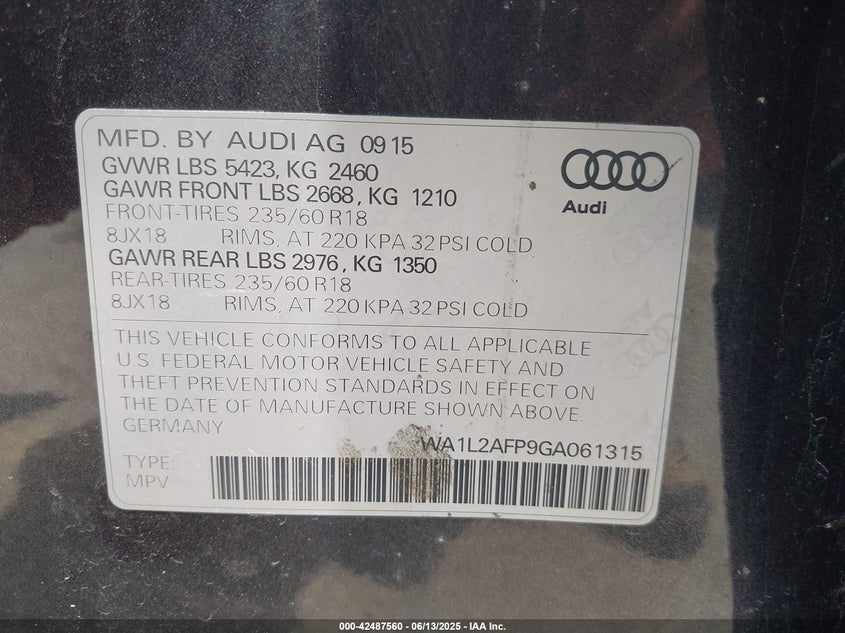 MFD. BY AUDI AG 09 15
GVWR LBS 5423, KG 2460
GAWR FRONT LBS 2668, KG 1210
FRONT-TIRES 235/60 R18
8JX18 RIMS, AT 220 KPA 32 PSI COLD
GAWR REAR LBS 2976, KG 1350
REAR-TIRES 235/60 R18
8JX18 RIMS, AT 220 KPA 32 PSI COLD
Audi
THIS VEHICLE CONFORMS TO ALL APPLICABLE
U.S. FEDERAL MOTOR VEHICLE SAFETY AND
THEFT PREVENTION STANDARDS IN EFFECT ON
THE DATE OF MANUFACTURE SHOWN ABOVE.
GERMANY
WA1L2AFP9GA061315
TYPE
MPV
000-42487560 - 06/13/2025 - IAA Inc.